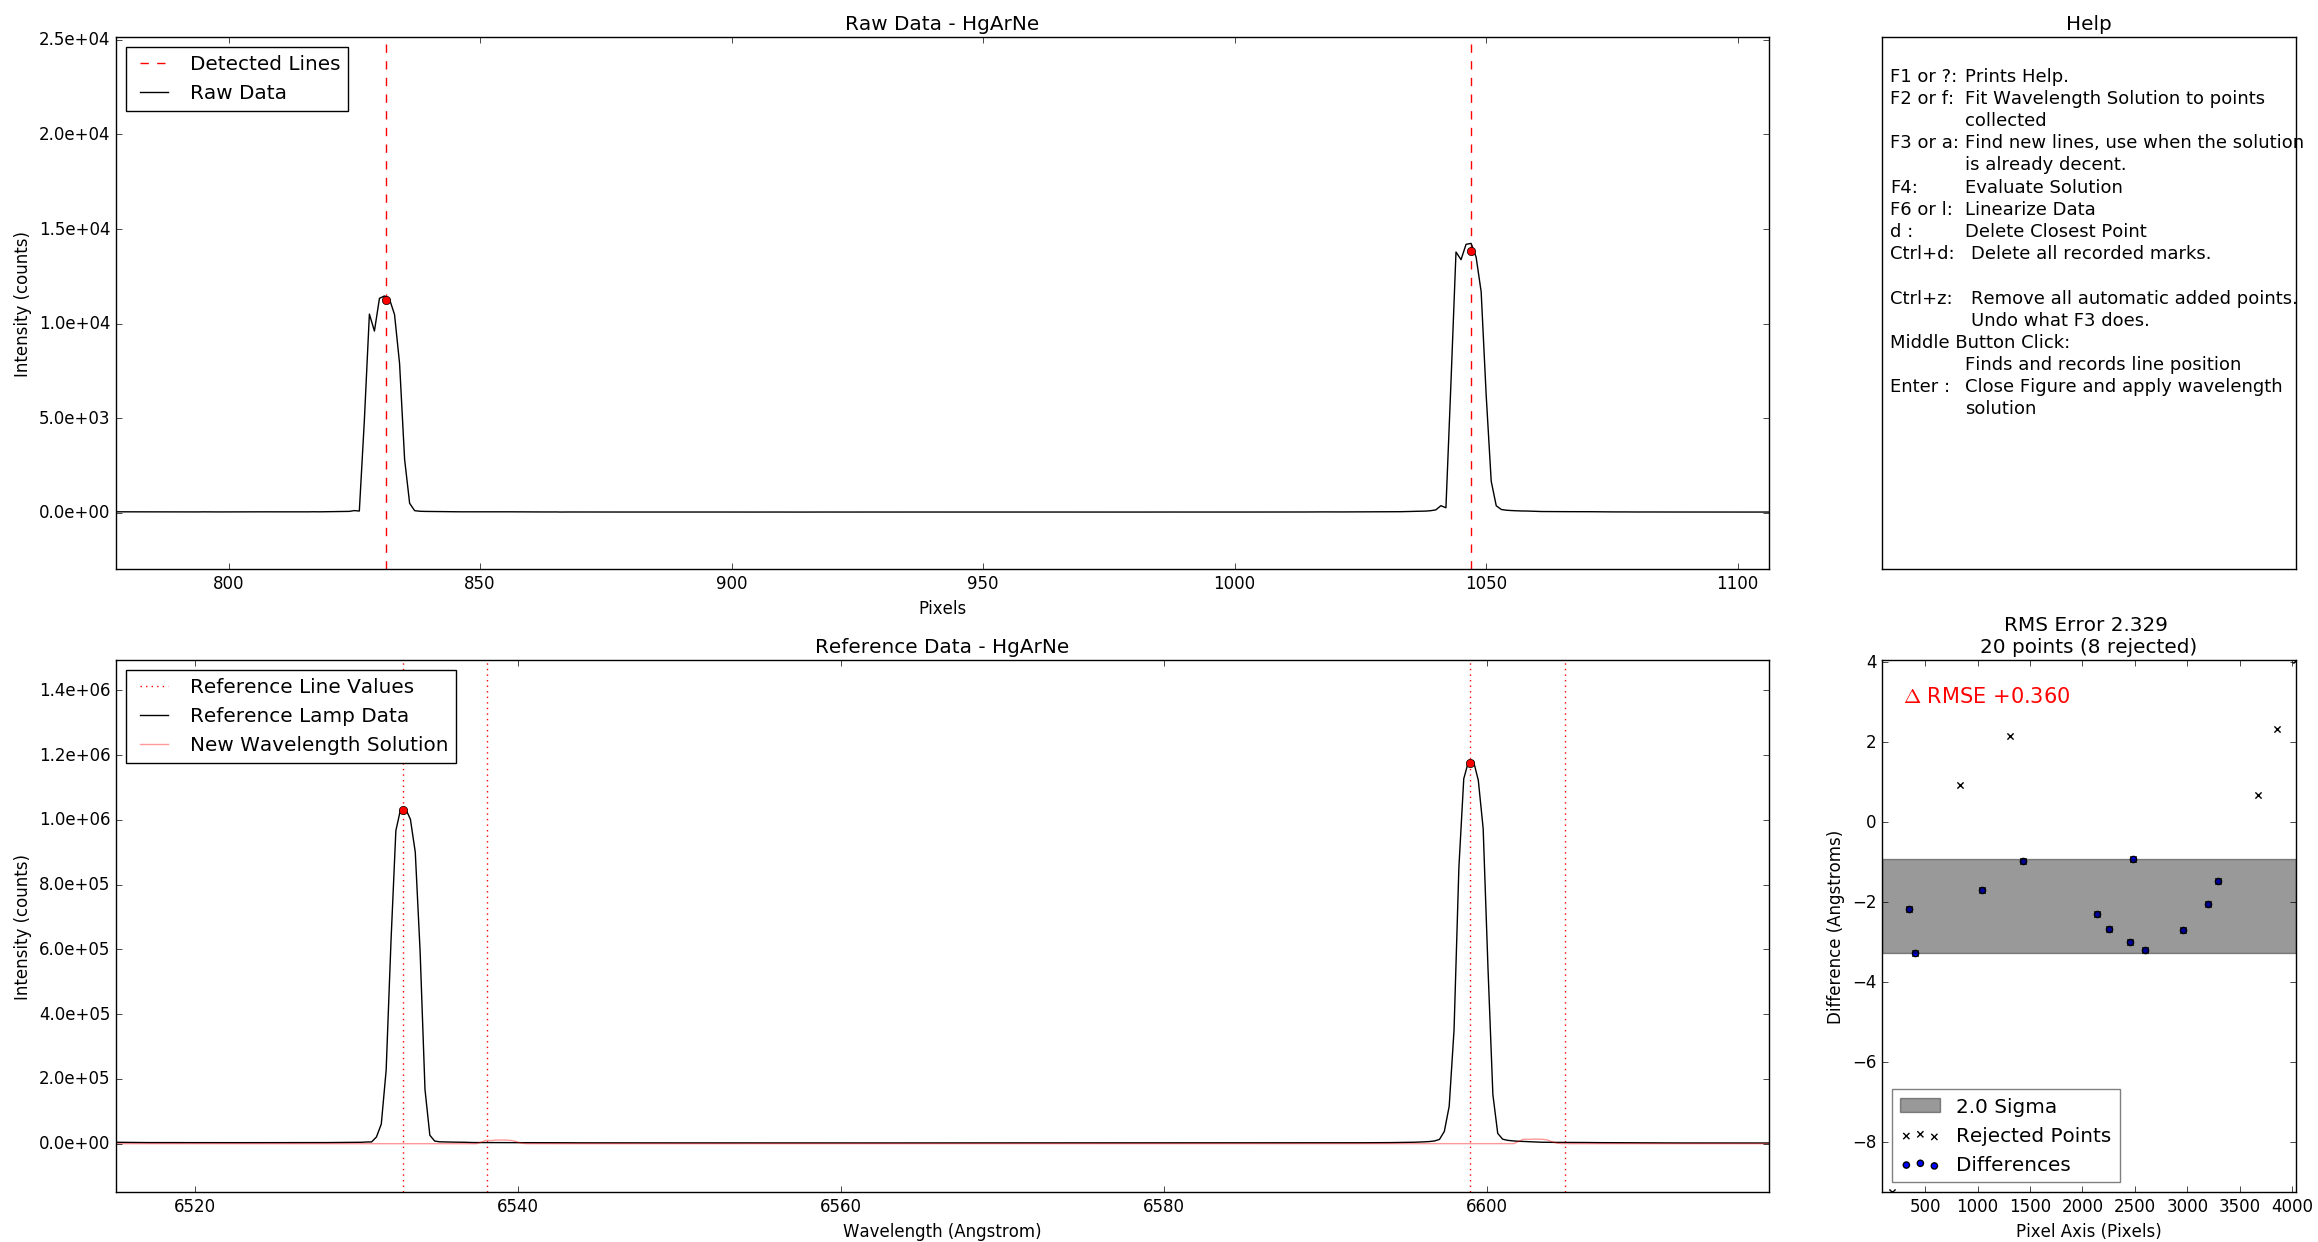 Raw Data - HgArNe
2.5e+04
2.0e+04
1.5e+04
1.0e+04
5.0e+03
0.0e+00
Intensity (counts)
Detected Lines
Raw Data
800 850 900 950 1000 1050 1100
Pixels
Help
F1 or ?: Prints Help.
F2 or f: Fit Wavelength Solution to points
collected
F3 or a: Find new lines, use when the solution
is already decent.
F4: Evaluate Solution
F6 or l: Linearize Data
d : Delete Closest Point
Ctrl+d: Delete all recorded marks.
Ctrl+z: Remove all automatic added points.
Undo what F3 does.
Middle Button Click:
Finds and records line position
Enter : Close Figure and apply wavelength
solution
Reference Data - HgArNe
1.4e+06
1.2e+06
1.0e+06
8.0e+05
6.0e+05
4.0e+05
2.0e+05
0.0e+00
Intensity (counts)
Reference Line Values
Reference Lamp Data
New Wavelength Solution
6520 6540 6560 6580 6600
Wavelength (Angstrom)
RMS Error 2.329
20 points (8 rejected)
4
2
0
−2
−4
−6
−8
Difference (Angstroms)
Δ RMSE +0.360
2.0 Sigma
Rejected Points
Differences
500 1000 1500 2000 2500 3000 3500 4000
Pixel Axis (Pixels)